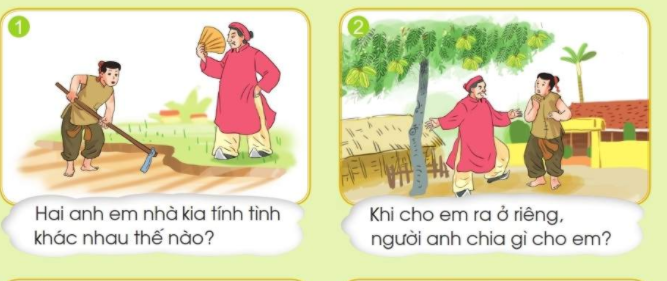 1
Hai anh em nhà kia tính tình
khác nhau thế nào?
2
Khi cho em ra ở riêng,
người anh chia gì cho em?